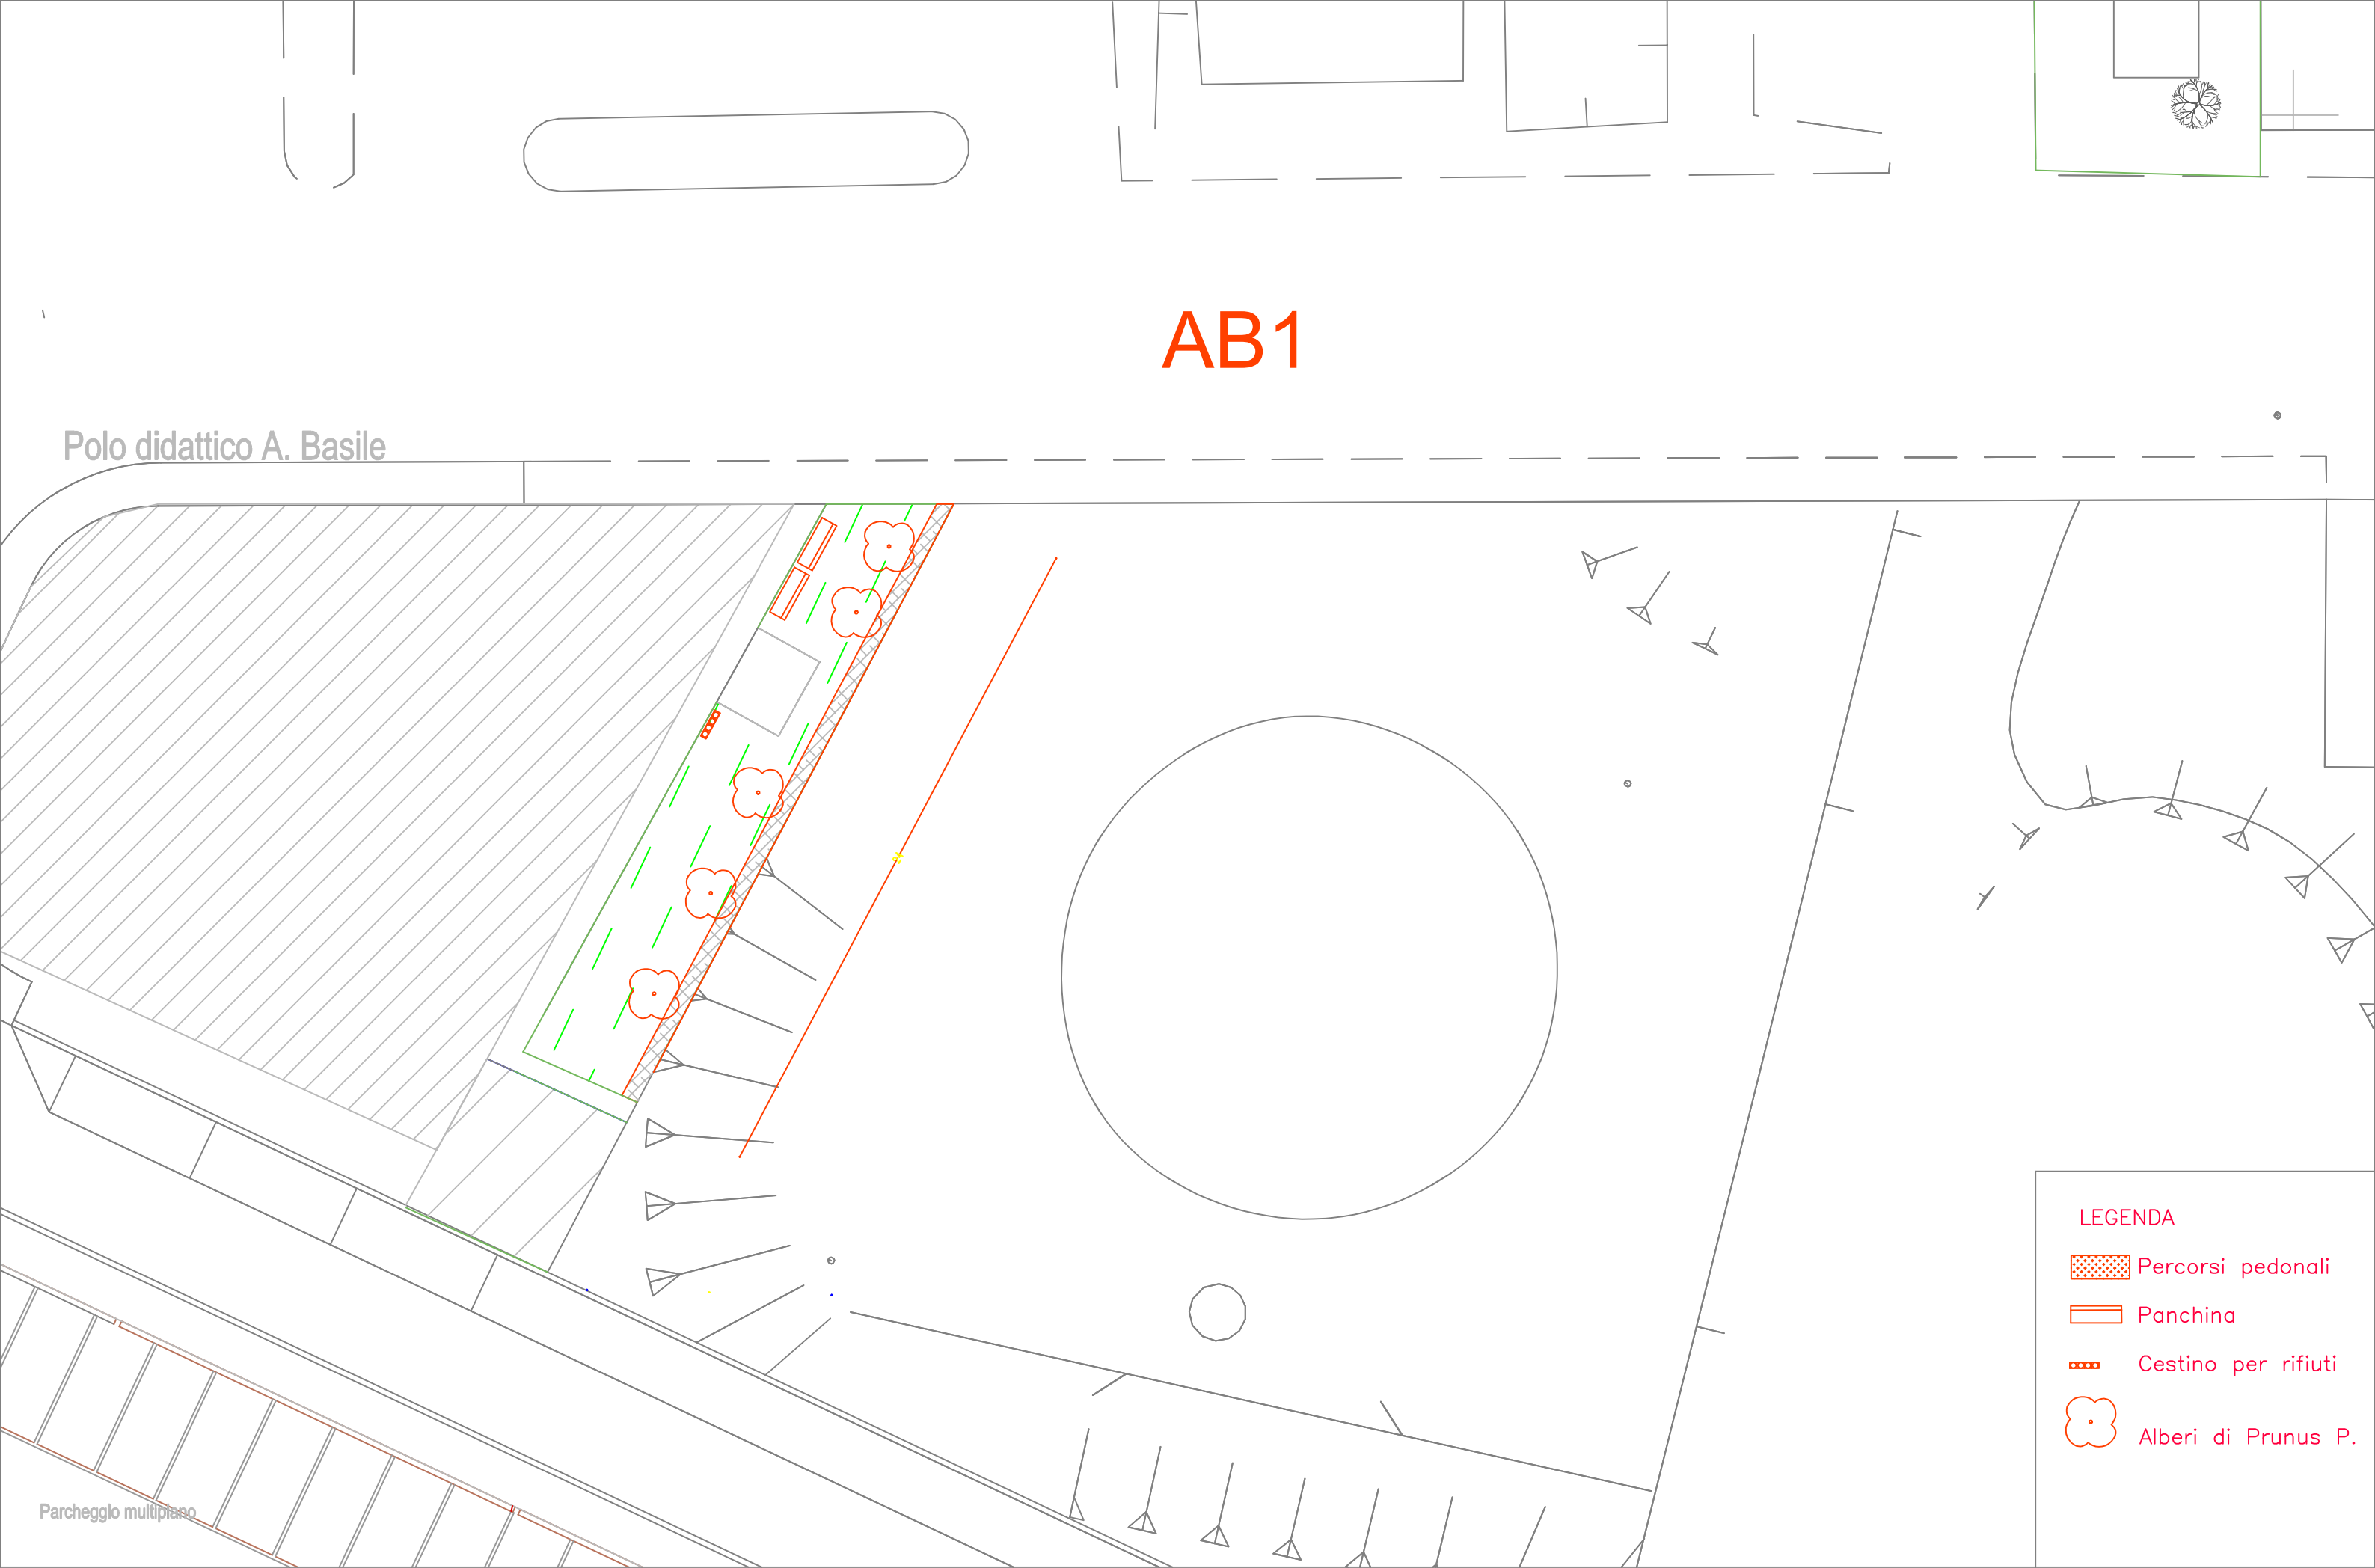 AB1
Polo didattico A. Basile
LEGENDA
Percorsi pedonali
Panchina
Cestino per rifiuti
Alberi di Prunus P.
Parcheggio multipiano